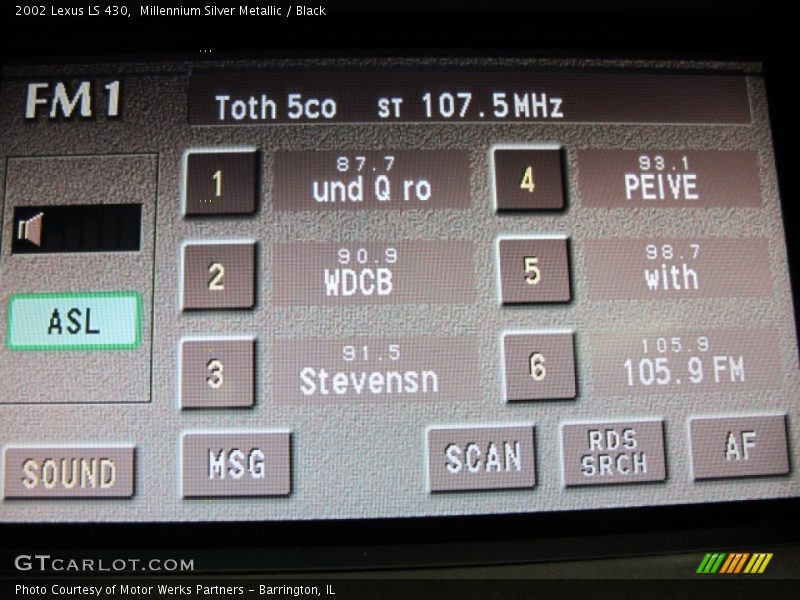 2002 Lexus LS 430,  Millennium Silver Metallic / Black
FM1
Toth 5co ST 107.5MHz
1
87.7
und Q ro
4
93.1
PEIVE
2
90.9
WDCB
5
98.7
with
ASL
3
91.5
Stevensn
6
105.9
105.9 FM
SOUND
MSG
SCAN
RDS
SRCH
AF
GTCARLOT.COM
Photo Courtesy of Motor Werks Partners - Barrington, IL